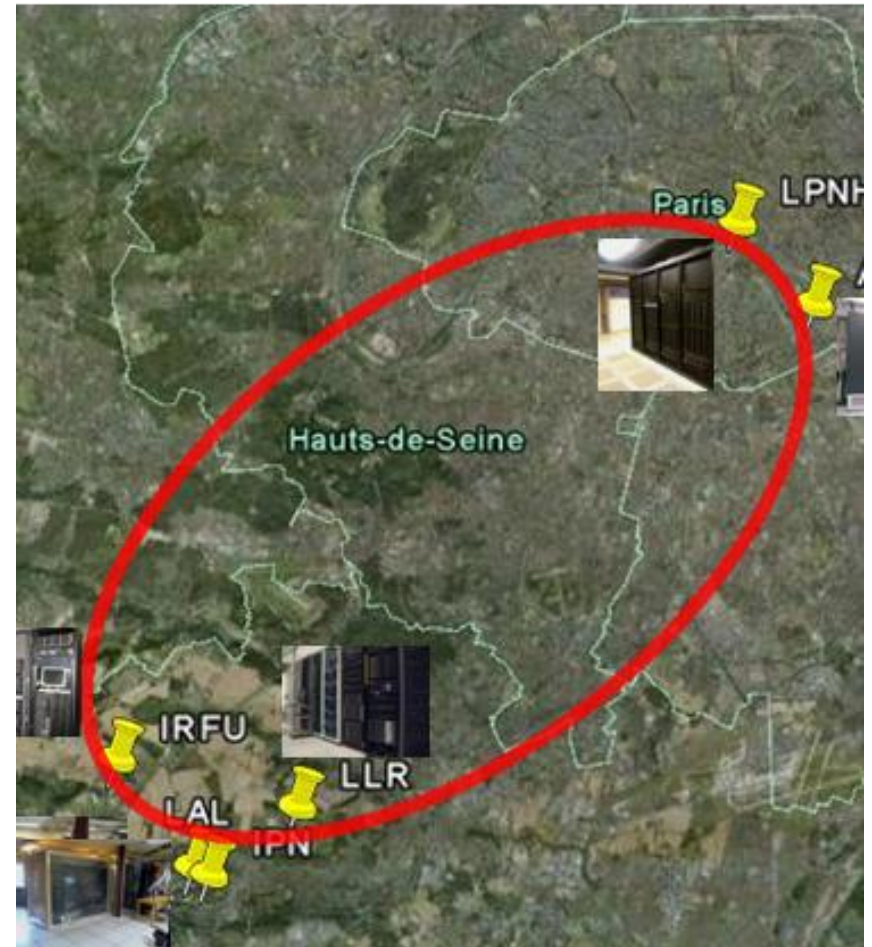 Paris
LPNH
A
Hauts-de-Seine
IRFU
LLR
LAL
IPN